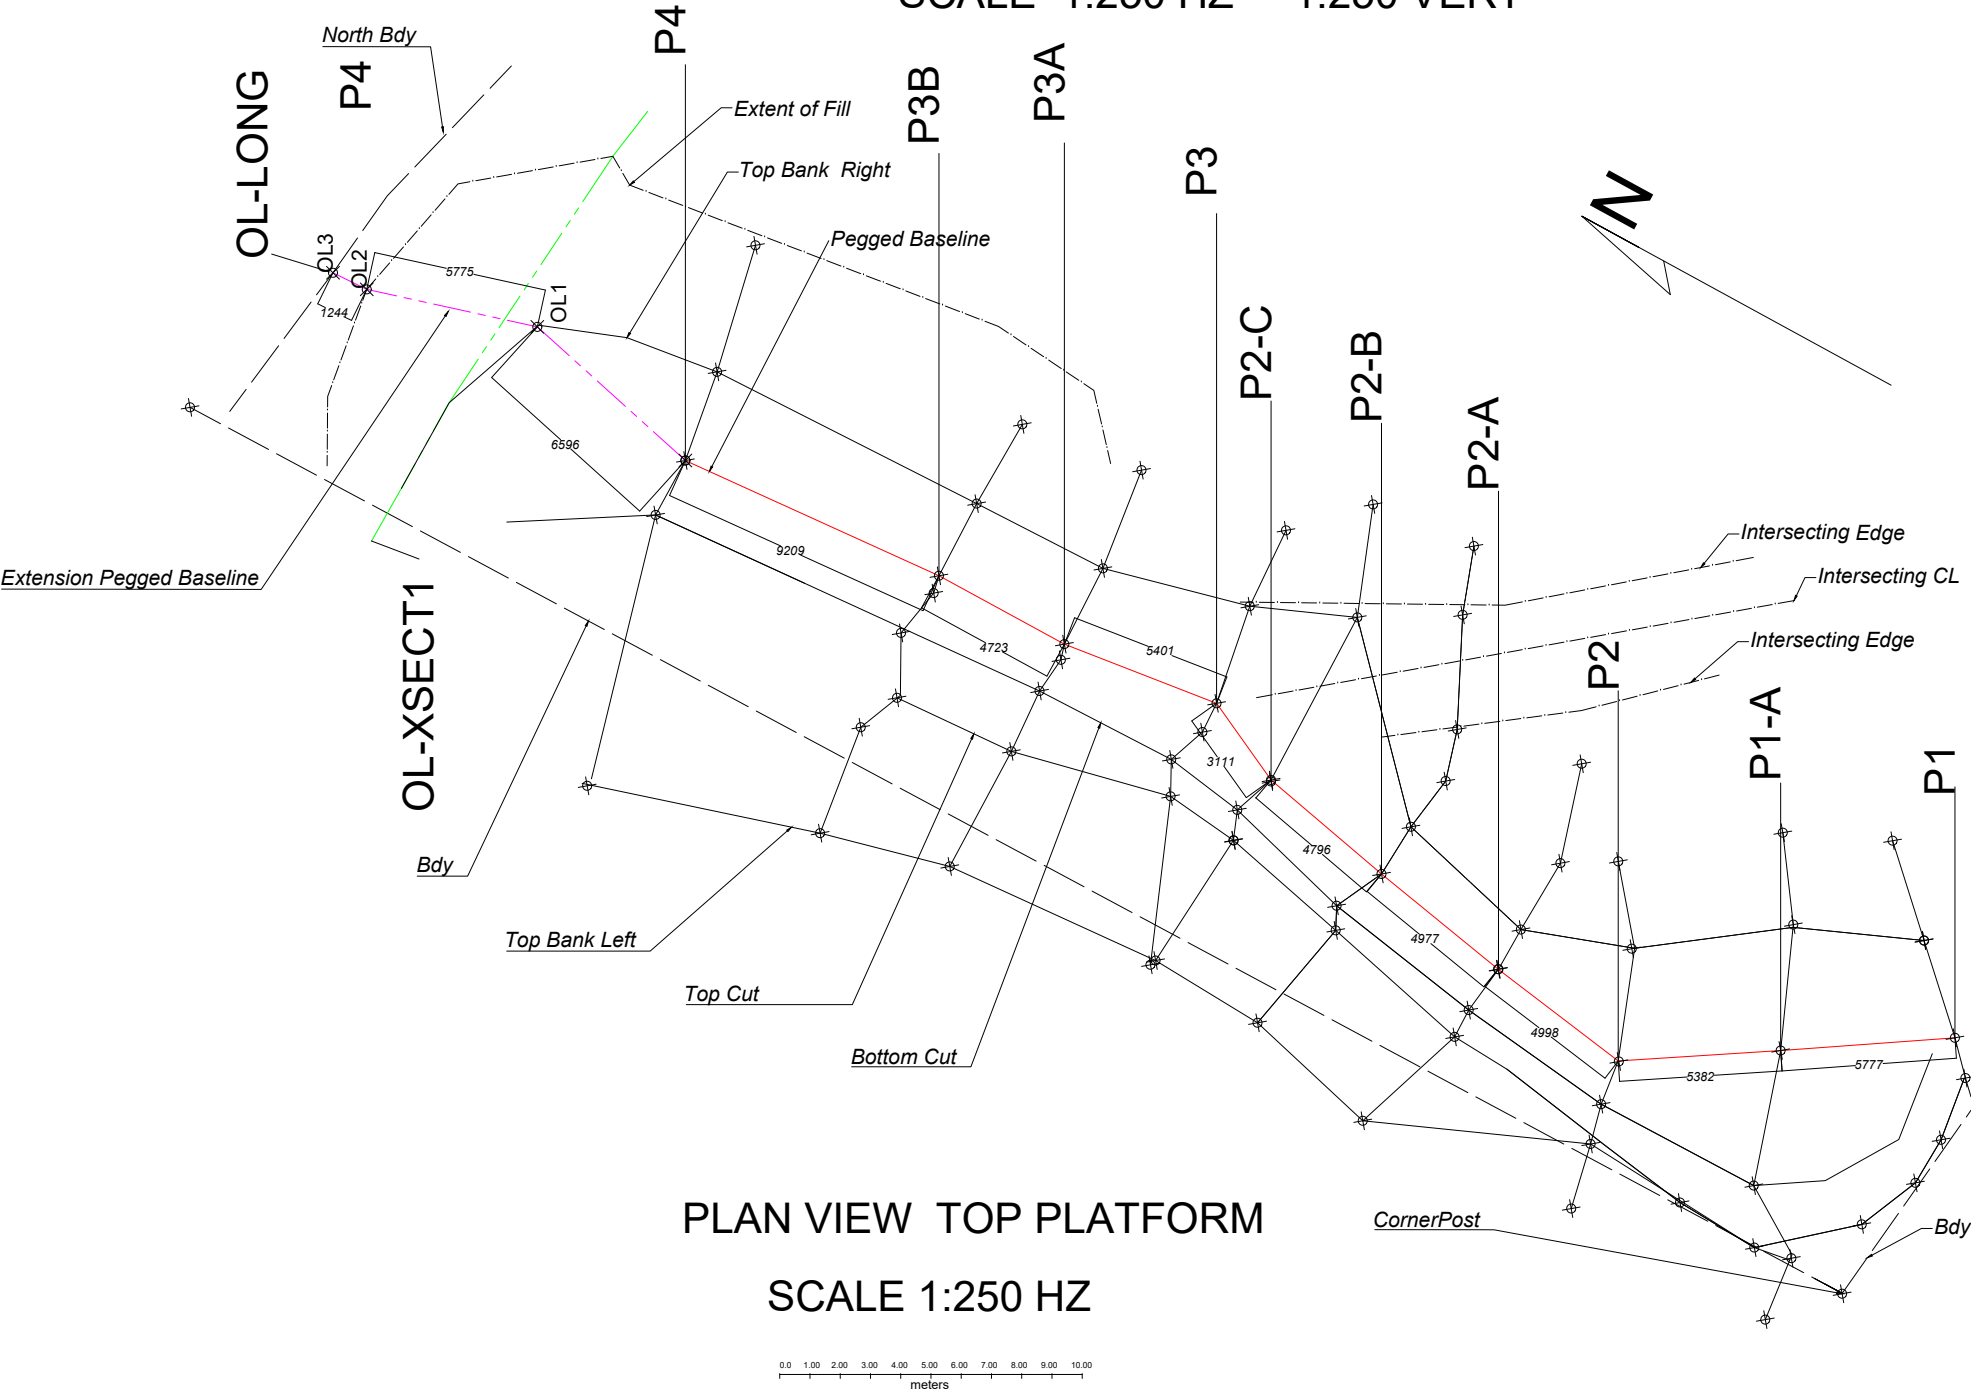 SCALE 1:250 HZ 1:250 VERT
North Bdy
P4
P4
OL-LONG
P3B
P3A
Extent of Fill
Top Bank Right
P3
N
Pegged Baseline
OL3
OL2
5775
1244
OL1
P2-C
P2-B
P2-A
6596
9209
Intersecting Edge
Intersecting CL
Extension Pegged Baseline
OL-XSECT1
4723
5401
Intersecting Edge
P2
P1-A
P1
3111
4796
Bdy
Top Bank Left
4977
Top Cut
4998
Bottom Cut
5382
5777
PLAN VIEW TOP PLATFORM
CornerPost
Bdy
SCALE 1:250 HZ
0.0 1.00 2.00 3.00 4.00 5.00 6.00 7.00 8.00 9.00 10.00
meters